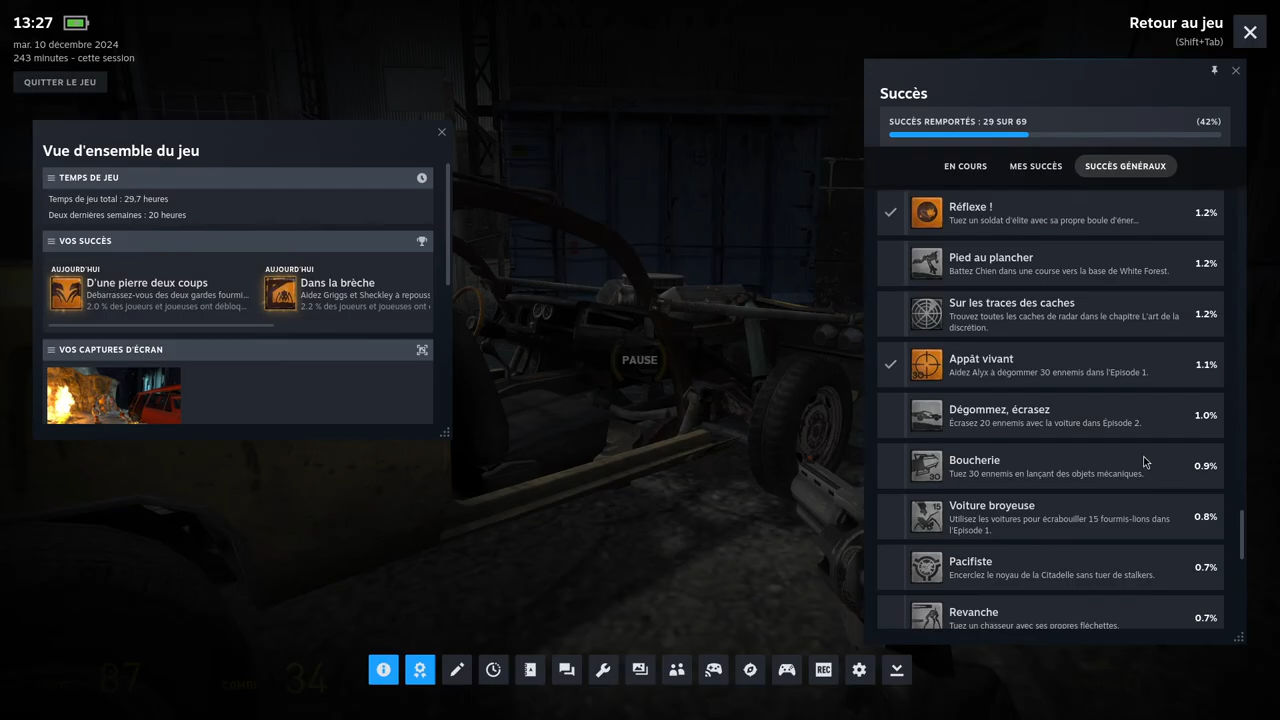 13:27
mar. 10 décembre 2024
243 minutes - cette session
QUITTER LE JEU
Retour au jeu
(Shift+Tab)
Vue d'ensemble du jeu
TEMPS DE JEU
Temps de jeu total : 29,7 heures
Deux dernières semaines : 20 heures
VOS SUCCÈS
AUJOURD'HUI
D'une pierre deux coups
Débarrassez-vous des deux gardes fourmi...
2.0 % des joueurs et joueuses ont débloq...
AUJOURD'HUI
Dans la brèche
Aidez Griggs et Sheckley à repouss
2.2 % des joueurs et joueuses ont
VOS CAPTURES D'ÉCRAN
PAUSE
Succès
SUCCÈS REMPORTÉS : 29 SUR 69
(42%)
EN COURS
MES SUCCÈS
SUCCÈS GÉNÉRAUX
Réflexe !
Tuez un soldat d'élite avec sa propre boule d'éner...
1.2%
Pied au plancher
Battez Chien dans une course vers la base de White Forest.
1.2%
Sur les traces des caches
Trouvez toutes les caches de radar dans le chapitre L'art de la
discrétion.
1.2%
30
Appât vivant
Aidez Alyx à dégommer 30 ennemis dans l'Episode 1.
1.1%
Dégommez, écrasez
Écrasez 20 ennemis avec la voiture dans Épisode 2.
1.0%
30
Boucherie
Tuez 30 ennemis en lançant des objets mécaniques.
0.9%
15
Voiture broyeuse
Utilisez les voitures pour écrabouiller 15 fourmis-lions dans
l'Episode 1.
0.8%
Pacifiste
Encerclez le noyau de la Citadelle sans tuer de stalkers.
0.7%
Revanche
Tuez un chasseur avec ses propres fléchettes.
0.7%
87
34
REC